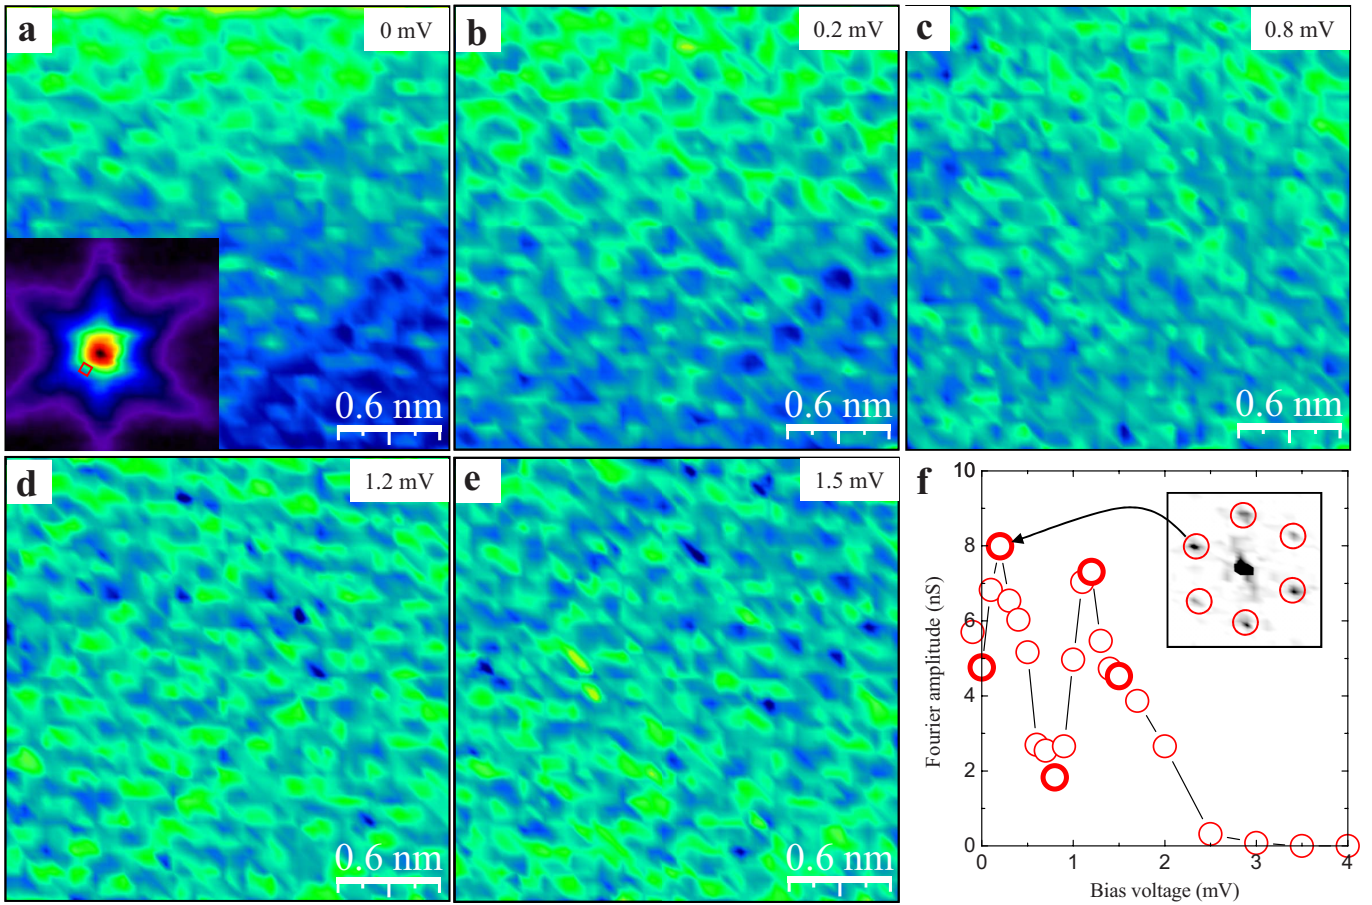 a
0 mV
0.6 nm
b
0.2 mV
0.6 nm
c
0.8 mV
0.6 nm
d
1.2 mV
0.6 nm
e
1.5 mV
0.6 nm
f
10
8
6
4
2
0
Fourier amplitude (nS)
0 1 2 3 4
Bias voltage (mV)